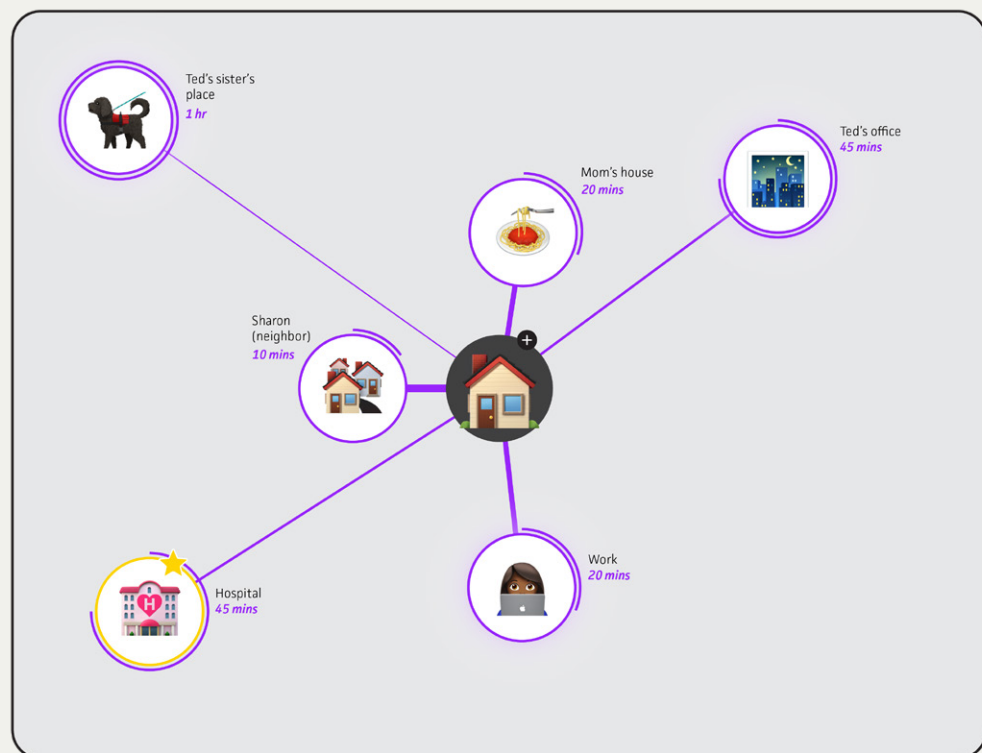 Ted's sister's
place
1 hr
Ted's office
45 mins
Mom's house
20 mins
Sharon
(neighbor)
10 mins
Work
20 mins
Hospital
45 mins
H